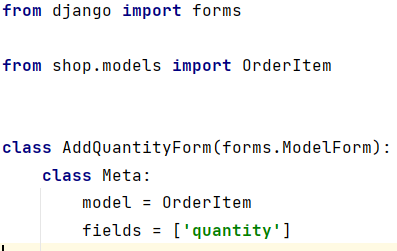 from django import forms
from shop.models import OrderItem
class AddQuantityForm(forms.ModelForm):
    class Meta:
        model = OrderItem
        fields = ['quantity']